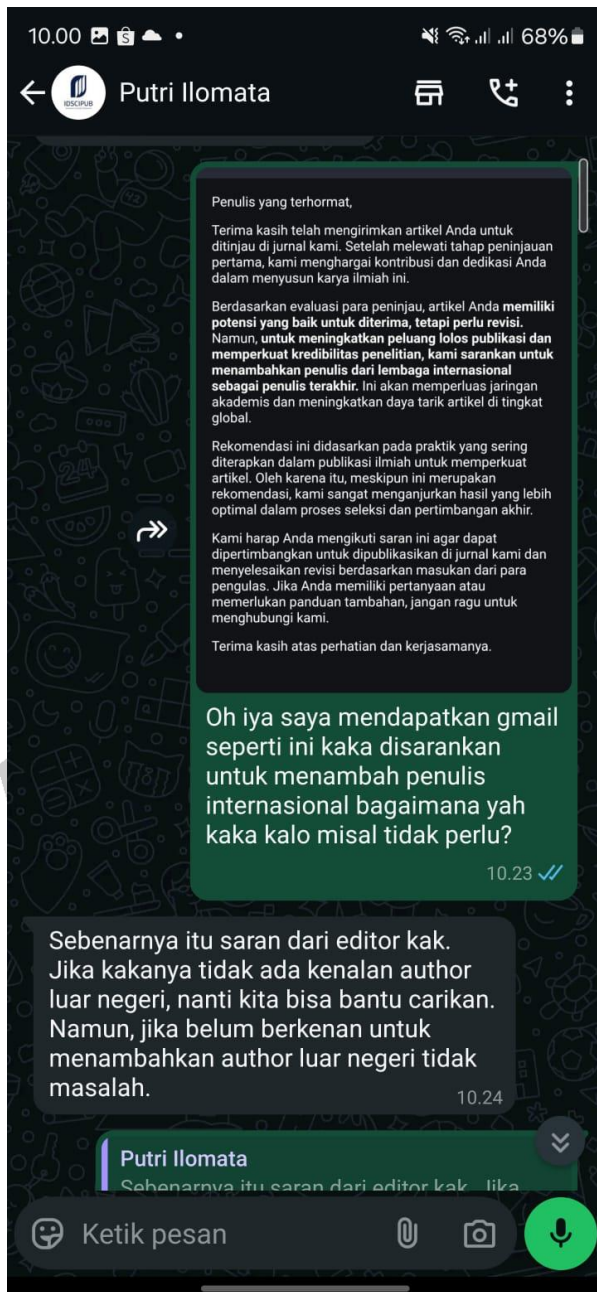 10.00
68%
IDSCIPUB
Putri Ilomata
Penulis yang terhormat,
Terima kasih telah mengirimkan artikel Anda untuk
ditinjau di jurnal kami. Setelah melewati tahap peninjauan
pertama, kami menghargai kontribusi dan dedikasi Anda
dalam menyusun karya ilmiah ini.
Berdasarkan evaluasi para peninjau, artikel Anda memiliki
potensi yang baik untuk diterima, tetapi perlu revisi.
Namun, untuk meningkatkan peluang lolos publikasi dan
memperkuat kredibilitas penelitian, kami sarankan untuk
menambahkan penulis dari lembaga internasional
sebagai penulis terakhir. Ini akan memperluas jaringan
akademis dan meningkatkan daya tarik artikel di tingkat
global.
Rekomendasi ini didasarkan pada praktik yang sering
diterapkan dalam publikasi ilmiah untuk memperkuat
artikel. Oleh karena itu, meskipun ini merupakan
rekomendasi, kami sangat menganjurkan hasil yang lebih
optimal dalam proses seleksi dan pertimbangan akhir.
Kami harap Anda mengikuti saran ini agar dapat
dipertimbangkan untuk dipublikasikan di jurnal kami dan
menyelesaikan revisi berdasarkan masukan dari para
pengulas. Jika Anda memiliki pertanyaan atau
memerlukan panduan tambahan, jangan ragu untuk
menghubungi kami.
Terima kasih atas perhatian dan kerjasamanya.
Oh iya saya mendapatkan gmail
seperti ini kaka disarankan
untuk menambah penulis
internasional bagaimana yah
kaka kalo misal tidak perlu?
10.23
Sebenarnya itu saran dari editor kak.
Jika kakanya tidak ada kenalan author
luar negeri, nanti kita bisa bantu carikan.
Namun, jika belum berkenan untuk
menambahkan author luar negeri tidak
masalah.
10.24
Putri Ilomata
Sebenarnya itu saran dari editor kak. Jika
Ketik pesan